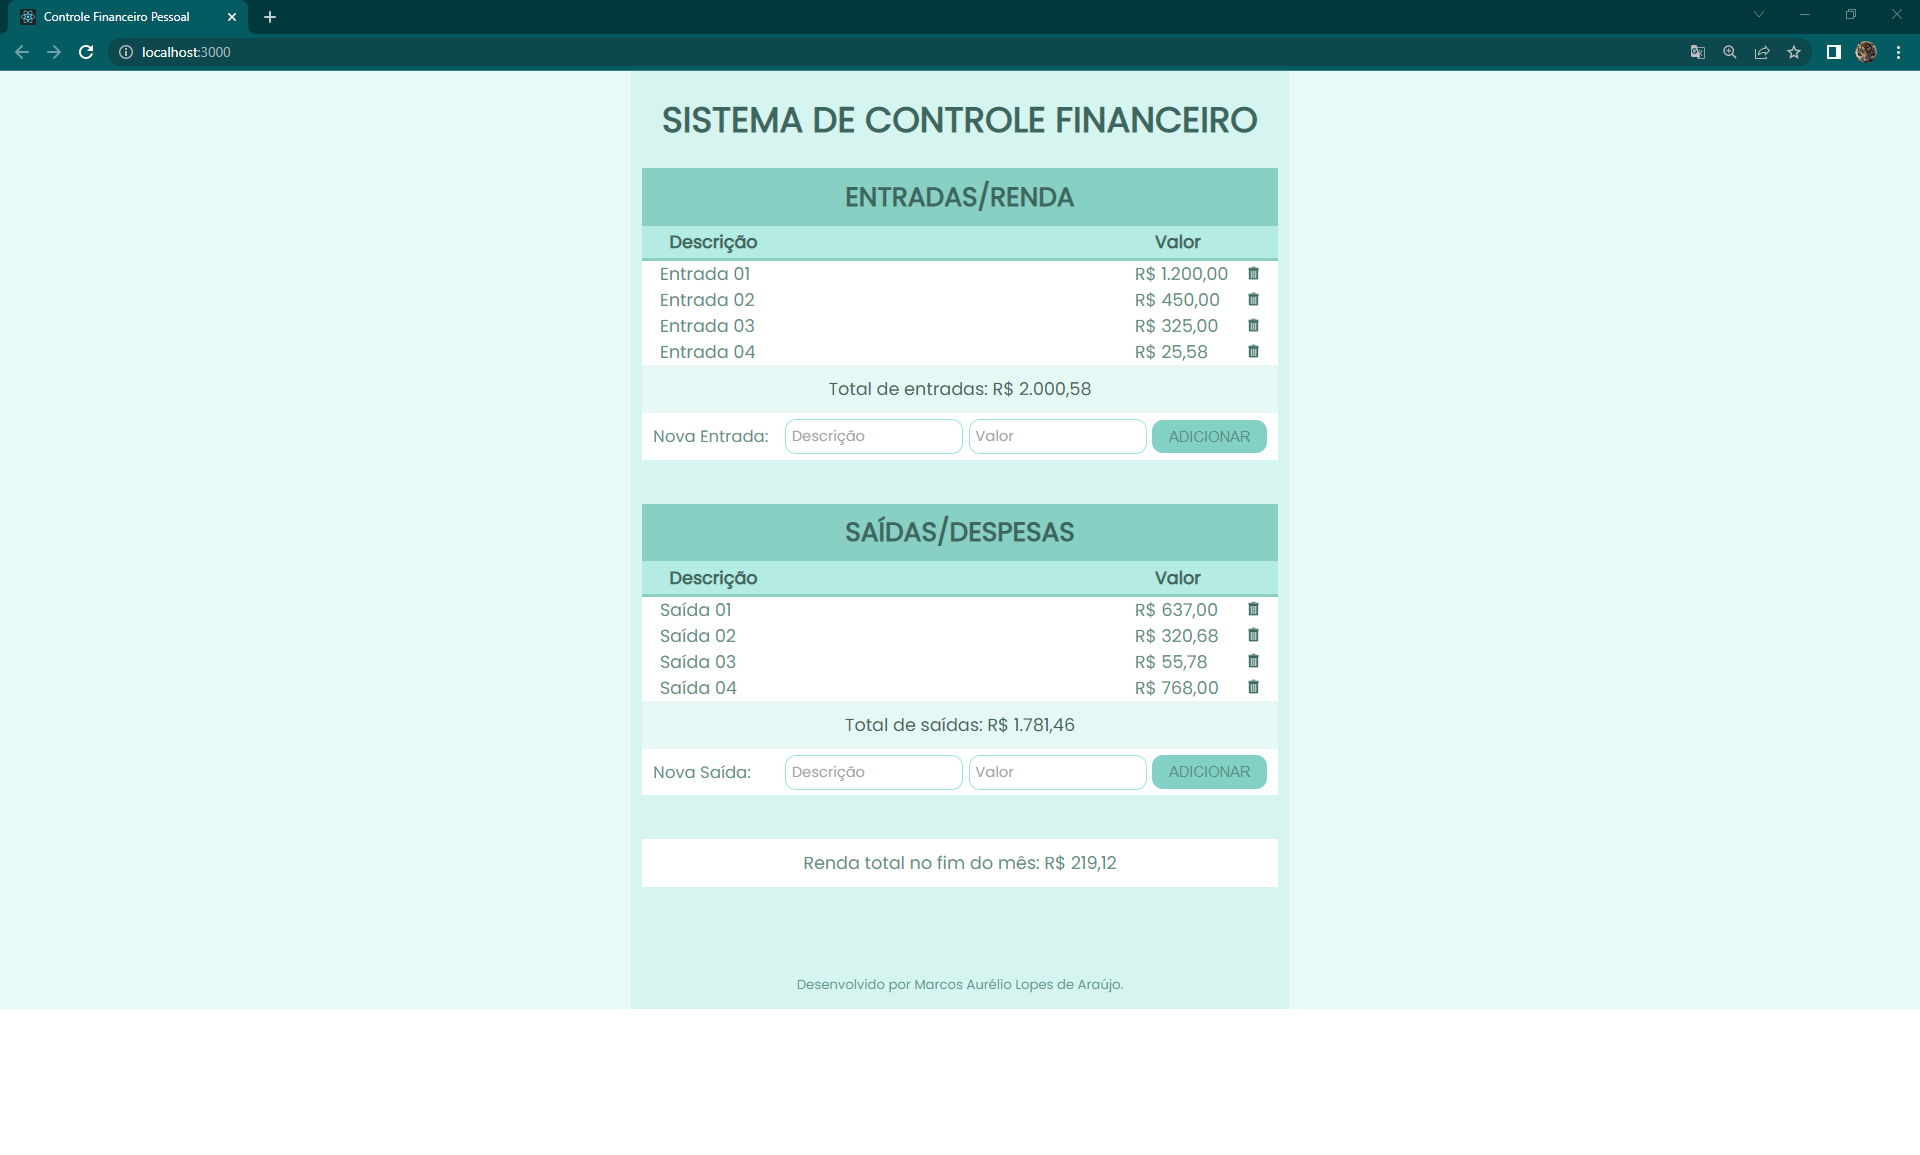 Controle Financeiro Pessoal
localhost:3000
SISTEMA DE CONTROLE FINANCEIRO
ENTRADAS/RENDA
Descrição Valor
Entrada 01 R$ 1.200,00
Entrada 02 R$ 450,00
Entrada 03 R$ 325,00
Entrada 04 R$ 25,58
Total de entradas: R$ 2.000,58
Nova Entrada: Descrição Valor ADICIONAR
SAÍDAS/DESPESAS
Descrição Valor
Saída 01 R$ 637,00
Saída 02 R$ 320,68
Saída 03 R$ 55,78
Saída 04 R$ 768,00
Total de saídas: R$ 1.781,46
Nova Saída: Descrição Valor ADICIONAR
Renda total no fim do mês: R$ 219,12
Desenvolvido por Marcos Aurélio Lopes de Araújo.